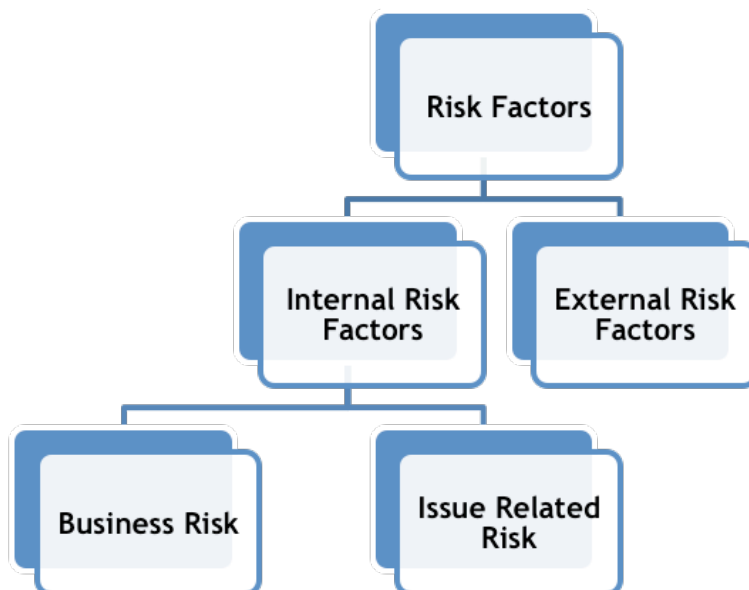 Risk Factors
Internal Risk
Factors
External Risk
Factors
Business Risk
Issue Related
Risk